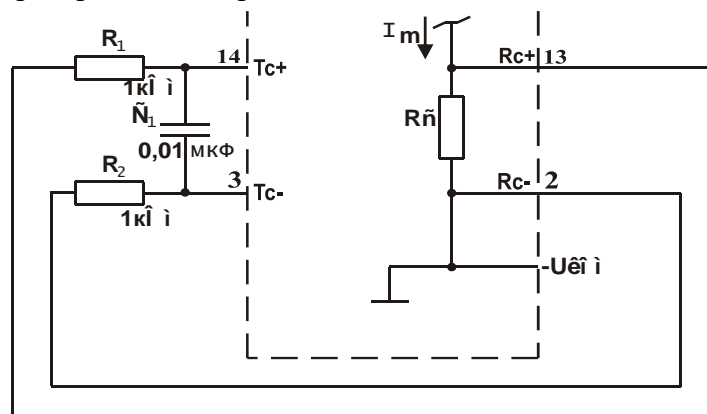 I m
R1
14
Tc+
Rc+
13
1кÎ ì
Ñ1
Rñ
0,01 мкФ
R2
3
Tc-
Rc-
2
1кÎ ì
-Uêî ì